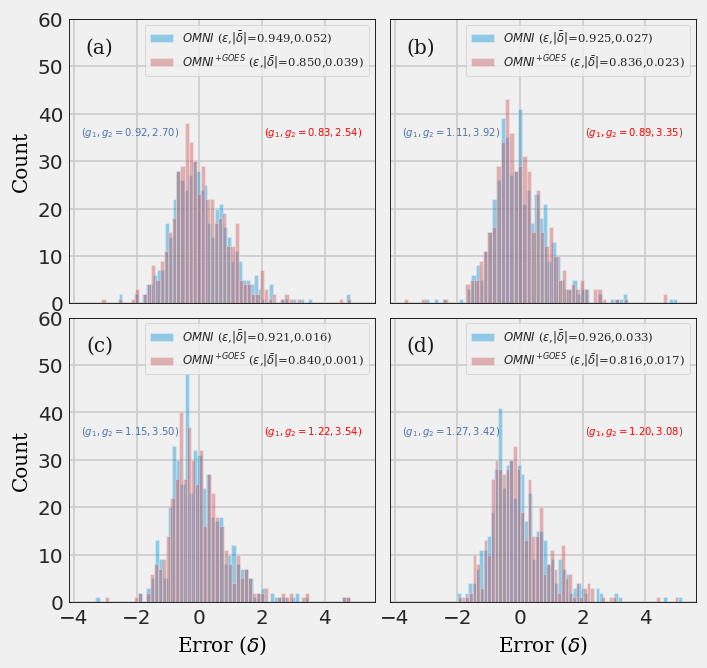 60
50
40
30
20
10
0
Count
(a)
OMNI (ε,|δ̄|=0.949,0.052)
OMNI⁺ᴳᴼᴱˢ (ε,|δ̄|=0.850,0.039)
(g₁, g₂ = 0.92, 2.70)
(g₁, g₂ = 0.83, 2.54)
(b)
OMNI (ε,|δ̄|=0.925,0.027)
OMNI⁺ᴳᴼᴱˢ (ε,|δ̄|=0.836,0.023)
(g₁, g₂ = 1.11, 3.92)
(g₁, g₂ = 0.89, 3.35)
60
50
40
30
20
10
0
Count
(c)
OMNI (ε,|δ̄|=0.921,0.016)
OMNI⁺ᴳᴼᴱˢ (ε,|δ̄|=0.840,0.001)
(g₁, g₂ = 1.15, 3.50)
(g₁, g₂ = 1.22, 3.54)
(d)
OMNI (ε,|δ̄|=0.926,0.033)
OMNI⁺ᴳᴼᴱˢ (ε,|δ̄|=0.816,0.017)
(g₁, g₂ = 1.27, 3.42)
(g₁, g₂ = 1.20, 3.08)
−4 −2 0 2 4
−4 −2 0 2 4
Error (δ)
Error (δ)